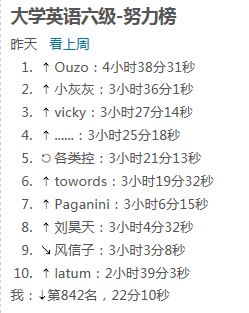 大学英语六级-努力榜
昨天 看上周
1. ↑ Ouzo：4小时38分31秒
2. ↑ 小灰灰：3小时36分1秒
3. ↑ vicky：3小时27分14秒
4. ↑ ......：3小时25分18秒
5. 各类控：3小时21分13秒
6. ↑ towords：3小时19分32秒
7. ↑ Paganini：3小时6分15秒
8. ↑ 刘昊天：3小时4分32秒
9. ↘ 风信子：3小时3分8秒
10. ↑ latum：2小时39分3秒
我：↓第842名，22分10秒